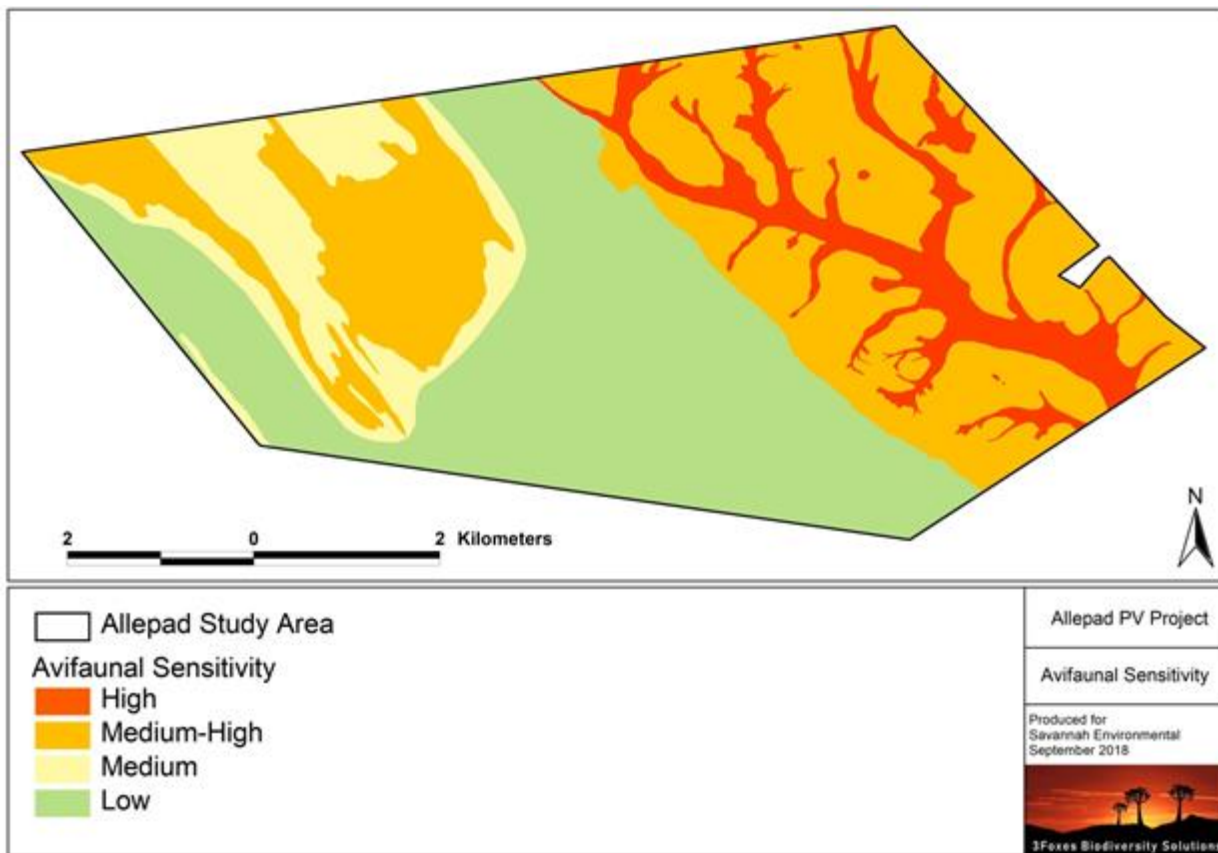 N
2 0 2 Kilometers
Allepad Study Area
Avifaunal Sensitivity
High
Medium-High
Medium
Low
Allepad PV Project
Avifaunal Sensitivity
Produced for
Savannah Environmental
September 2018
3Foxes Biodiversity Solutions